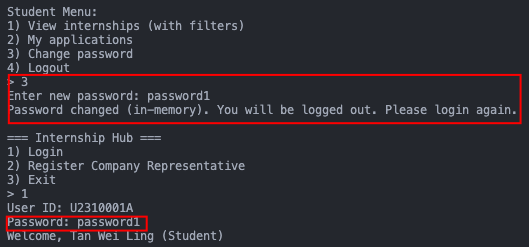 Student Menu:
1) View internships (with filters)
2) My applications
3) Change password
4) Logout
> 3
Enter new password: password1
Password changed (in-memory). You will be logged out. Please login again.
=== Internship Hub ===
1) Login
2) Register Company Representative
3) Exit
> 1
User ID: U2310001A
Password: password1
Welcome, Tan Wei Ling (Student)